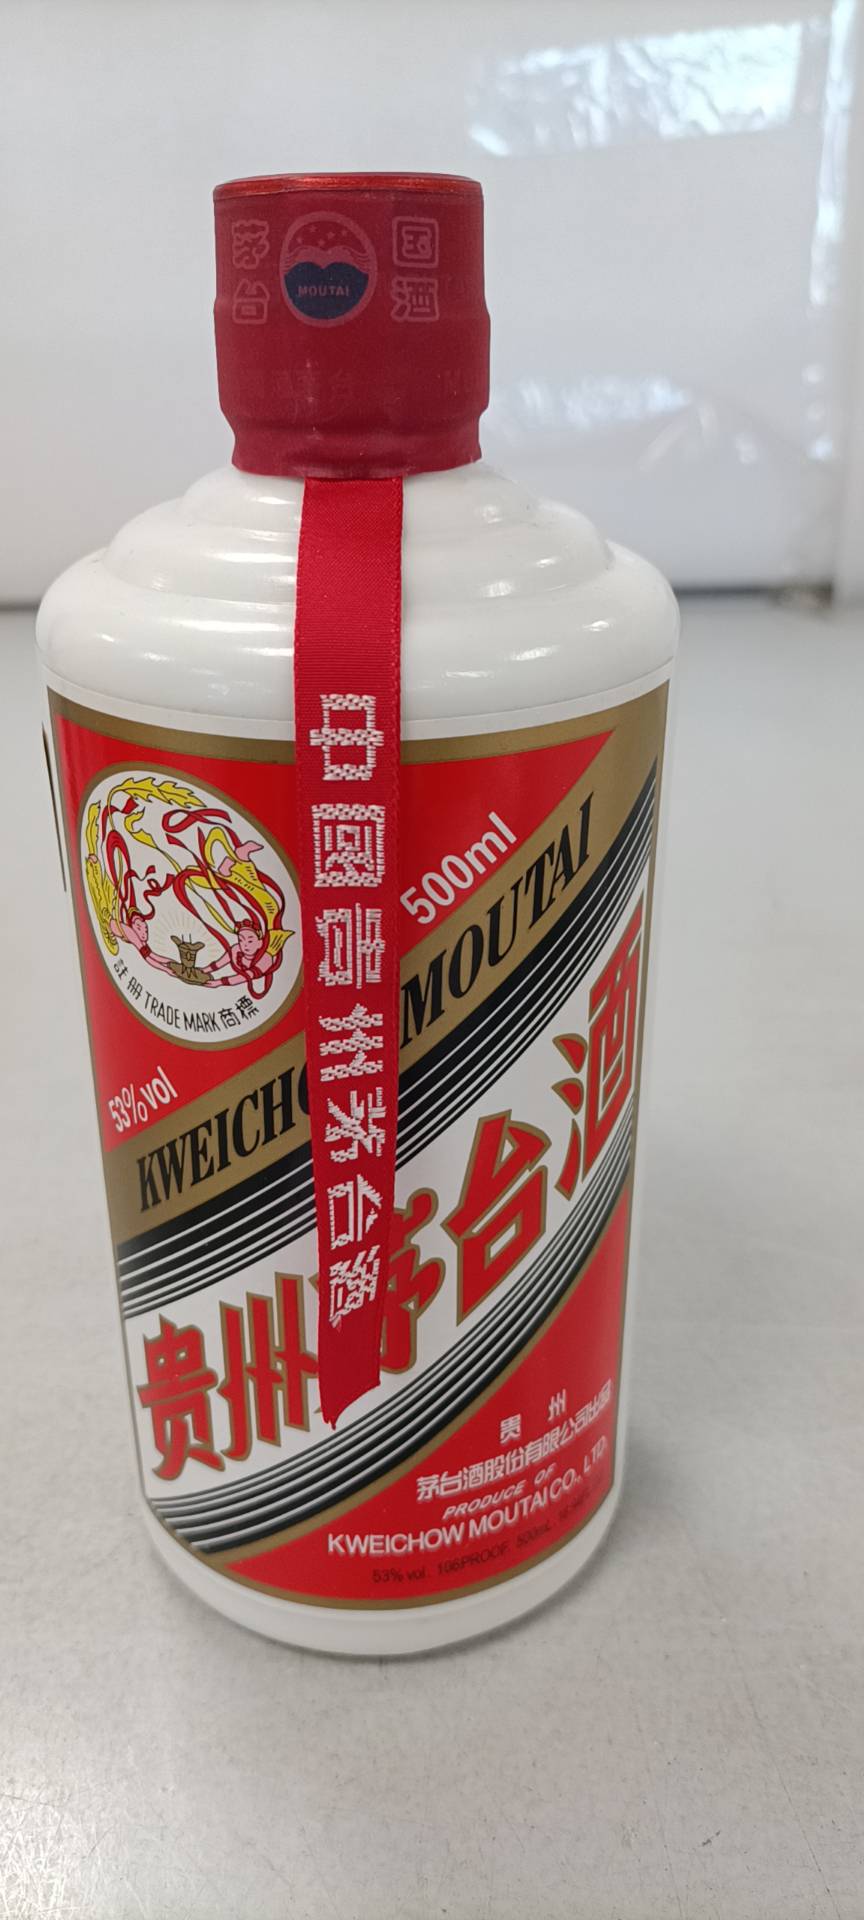 茅台
MOUTAI
国酒
中國贵州茅台酒
500ml
註册 TRADE MARK 商標
53%vol
KWEICHO MOUTAI
贵州茅台酒
贵州
茅台酒股份有限公司出品
PRODUCE OF
KWEICHOW MOUTAI CO., LTD.
53% vol. 106PROOF 500mL